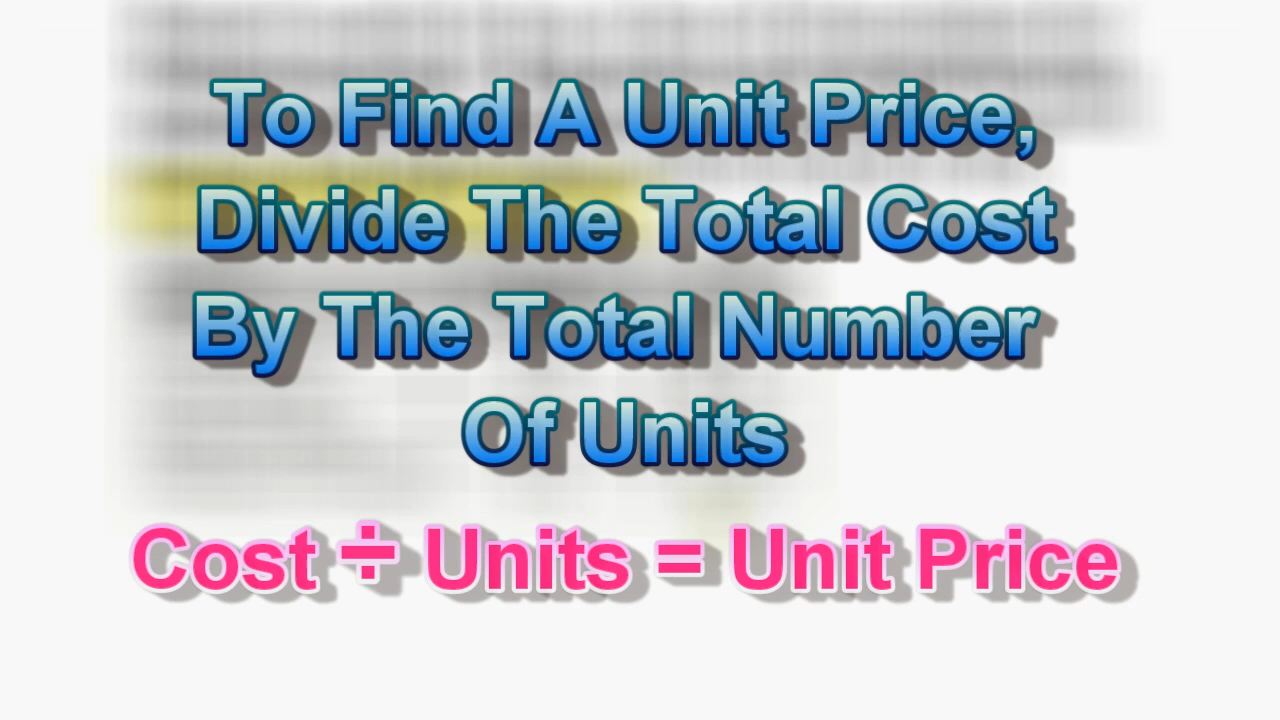 To Find A Unit Price,
Divide The Total Cost
By The Total Number
Of Units
Cost ÷ Units = Unit Price